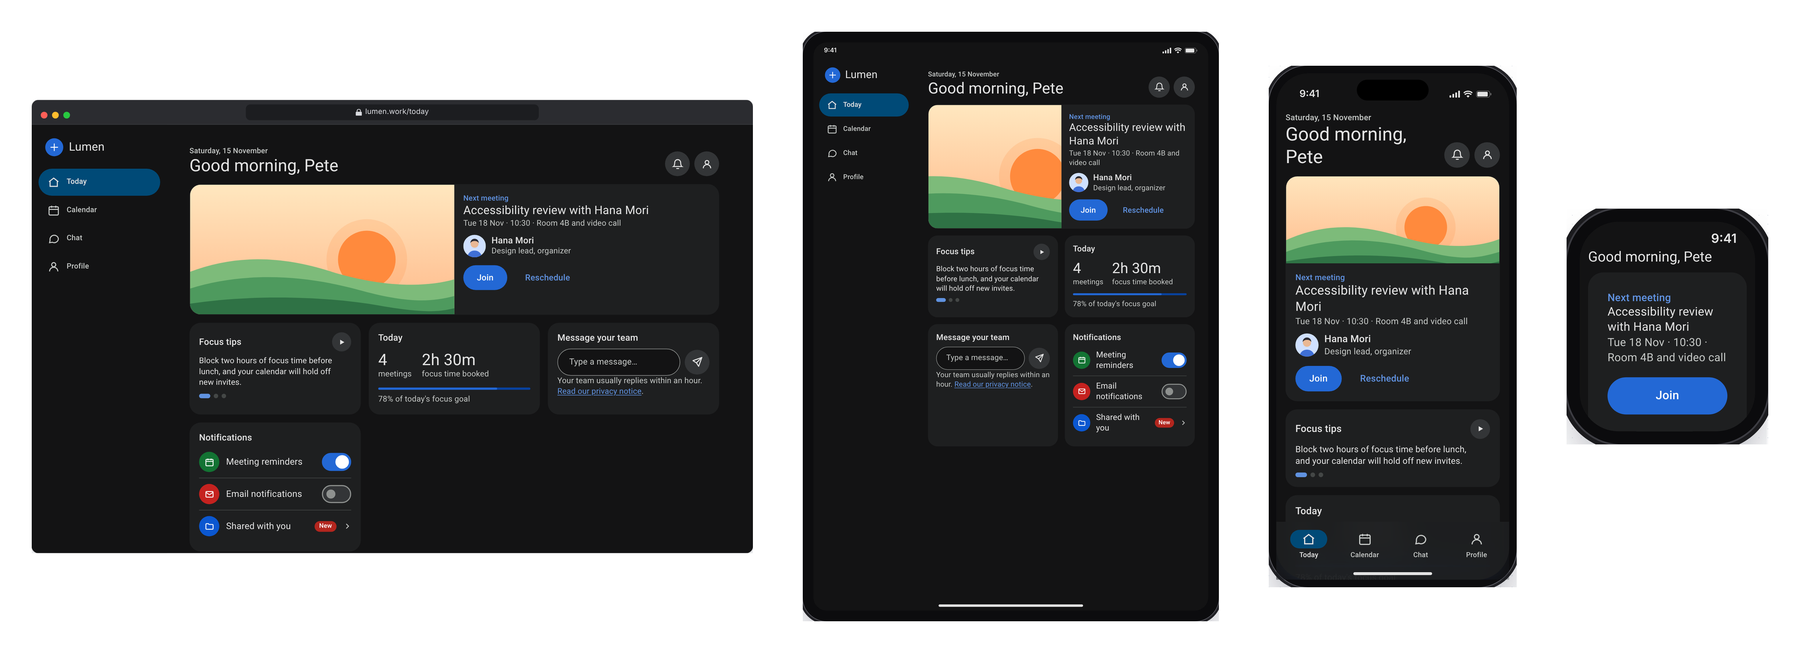 lumen.work/today
Lumen
Today
Calendar
Chat
Profile
Saturday, 15 November
Good morning, Pete
Next meeting
Accessibility review with Hana Mori
Tue 18 Nov · 10:30 · Room 4B and video call
Hana Mori
Design lead, organizer
Join
Reschedule
Focus tips
Block two hours of focus time before
lunch, and your calendar will hold off
new invites.
Today
4
2h 30m
meetings
focus time booked
78% of today's focus goal
Message your team
Type a message...
Your team usually replies within an hour.
Read our privacy notice.
Notifications
Meeting reminders
Email notifications
Shared with you
New
9:41
Lumen
Today
Calendar
Chat
Profile
Saturday, 15 November
Good morning, Pete
Next meeting
Accessibility review with
Hana Mori
Tue 18 Nov · 10:30 · Room 4B and
video call
Hana Mori
Design lead, organizer
Join
Reschedule
Focus tips
Block two hours of focus time
before lunch, and your calendar
will hold off new invites.
Today
4
2h 30m
meetings
focus time booked
78% of today's focus goal
Message your team
Type a message...
Your team usually replies within an
hour. Read our privacy notice.
Notifications
Meeting
reminders
Email
notifications
Shared with
you
New
9:41
Saturday, 15 November
Good morning,
Pete
Next meeting
Accessibility review with Hana
Mori
Tue 18 Nov · 10:30 · Room 4B and video call
Hana Mori
Design lead, organizer
Join
Reschedule
Focus tips
Block two hours of focus time before lunch,
and your calendar will hold off new invites.
Today
Today
Calendar
Chat
Profile
9:41
Good morning, Pete
Next meeting
Accessibility review
with Hana Mori
Tue 18 Nov · 10:30 ·
Room 4B and video call
Join